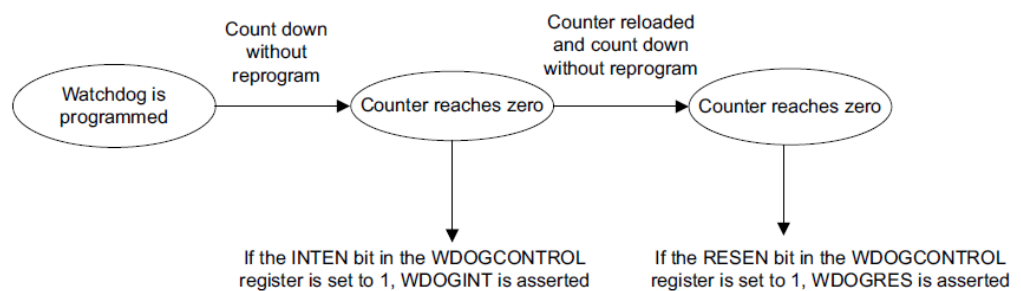 Count down
without
reprogram
Counter reloaded
and count down
without reprogram
Watchdog is
programmed
Counter reaches zero
Counter reaches zero
If the INTEN bit in the WDOGCONTROL
register is set to 1, WDOGINT is asserted
If the RESEN bit in the WDOGCONTROL
register is set to 1, WDOGRES is asserted